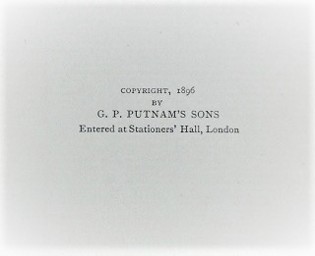 COPYRIGHT, 1896
BY
G. P. PUTNAM'S SONS
Entered at Stationers' Hall, London